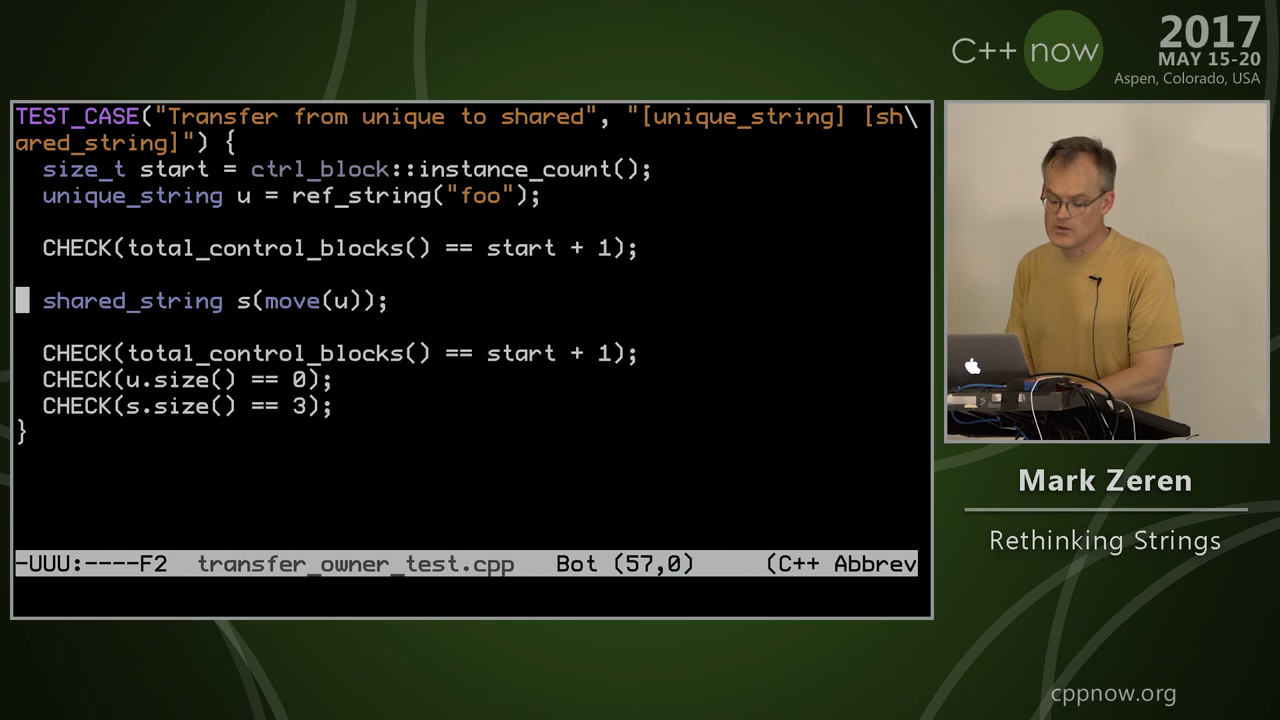 C++ now
2017
MAY 15-20
Aspen, Colorado, USA
TEST_CASE("Transfer from unique to shared", "[unique_string] [sh\
ared_string]") {
  size_t start = ctrl_block::instance_count();
  unique_string u = ref_string("foo");
  CHECK(total_control_blocks() == start + 1);
  shared_string s(move(u));
  CHECK(total_control_blocks() == start + 1);
  CHECK(u.size() == 0);
  CHECK(s.size() == 3);
}
-UUU:----F2  transfer_owner_test.cpp   Bot (57,0)     (C++ Abbrev
Mark Zeren
Rethinking Strings
cppnow.org